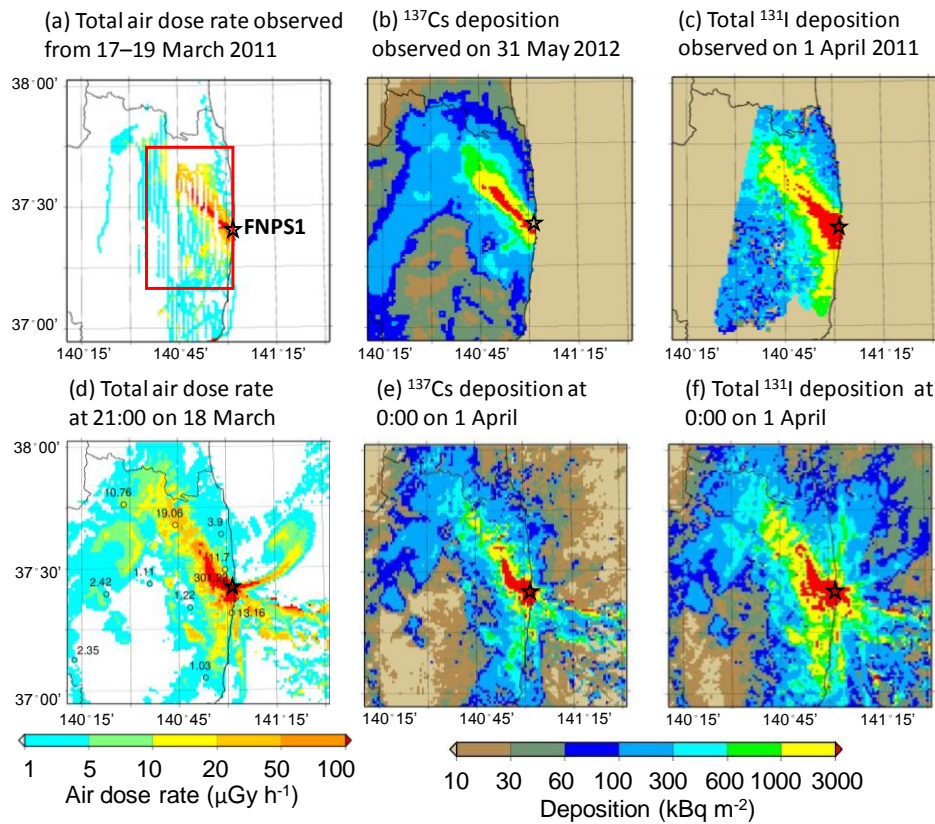 (a) Total air dose rate observed
from 17–19 March 2011
(b) ¹³⁷Cs deposition
observed on 31 May 2012
(c) Total ¹³¹I deposition
observed on 1 April 2011
38°00’
37°30’
37°00’
FNPS1
140°15’ 140°45’ 141°15’
140°15’ 140°45’ 141°15’
140°15’ 140°45’ 141°15’
(d) Total air dose rate
at 21:00 on 18 March
(e) ¹³⁷Cs deposition at
0:00 on 1 April
(f) Total ¹³¹I deposition at
0:00 on 1 April
38°00’
37°30’
37°00’
10.76
19.06
3.9
11.7
2.42
1.11
1.22
13.16
2.35
1.03
140°15’ 140°45’ 141°15’
140°15’ 140°45’ 141°15’
140°15’ 140°45’ 141°15’
1 5 10 20 50 100
Air dose rate (μGy h⁻¹)
10 30 60 100 300 600 1000 3000
Deposition (kBq m⁻²)